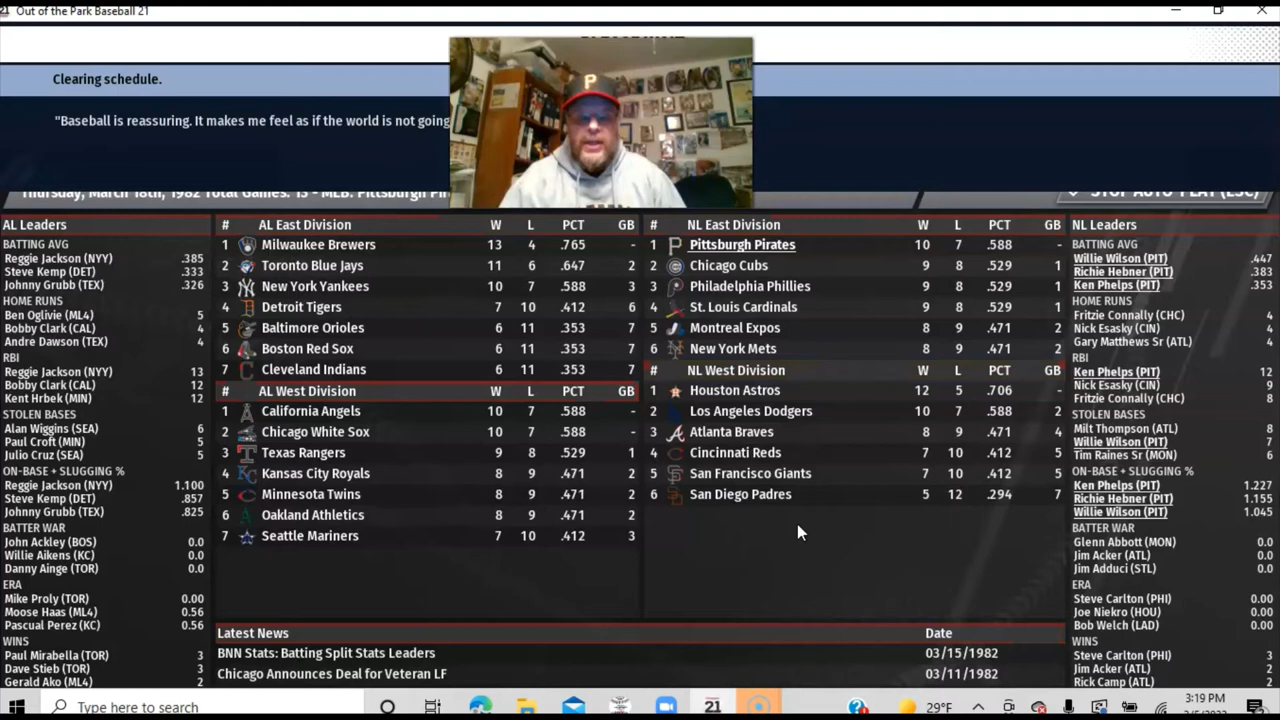 21 Out of the Park Baseball 21
Clearing schedule.
"Baseball is reassuring. It makes me feel as if the world is not going
Thursday, March 18th, 1982 Total Games: 13 - MLB: Pittsburgh Pir
STOP AUTO PLAY (ESC)
P
AL Leaders
BATTING AVG
Reggie Jackson (NYY) .385
Steve Kemp (DET) .333
Johnny Grubb (TEX) .326
HOME RUNS
Ben Oglivie (ML4) 5
Bobby Clark (CAL) 4
Andre Dawson (TEX) 4
RBI
Reggie Jackson (NYY) 13
Bobby Clark (CAL) 12
Kent Hrbek (MIN) 12
STOLEN BASES
Alan Wiggins (SEA) 6
Paul Croft (MIN) 5
Julio Cruz (SEA) 5
ON-BASE + SLUGGING %
Reggie Jackson (NYY) 1.100
Steve Kemp (DET) .857
Johnny Grubb (TEX) .825
BATTER WAR
John Ackley (BOS) 0.0
Willie Aikens (KC) 0.0
Danny Ainge (TOR) 0.0
ERA
Mike Proly (TOR) 0.00
Moose Haas (ML4) 0.56
Pascual Perez (KC) 0.56
WINS
Paul Mirabella (TOR) 3
Dave Stieb (TOR) 3
Gerald Ako (ML4) 2
# AL East Division W L PCT GB
1 Milwaukee Brewers 13 4 .765 -
2 Toronto Blue Jays 11 6 .647 2
3 New York Yankees 10 7 .588 3
4 Detroit Tigers 7 10 .412 6
5 Baltimore Orioles 6 11 .353 7
6 Boston Red Sox 6 11 .353 7
7 Cleveland Indians 6 11 .353 7
# AL West Division W L PCT GB
1 California Angels 10 7 .588 -
2 Chicago White Sox 10 7 .588 -
3 Texas Rangers 9 8 .529 1
4 Kansas City Royals 8 9 .471 2
5 Minnesota Twins 8 9 .471 2
6 Oakland Athletics 8 9 .471 2
7 Seattle Mariners 7 10 .412 3
# NL East Division W L PCT GB
1 Pittsburgh Pirates 10 7 .588 -
2 Chicago Cubs 9 8 .529 1
3 Philadelphia Phillies 9 8 .529 1
4 St. Louis Cardinals 9 8 .529 1
5 Montreal Expos 8 9 .471 2
6 New York Mets 8 9 .471 2
# NL West Division W L PCT GB
1 Houston Astros 12 5 .706 -
2 Los Angeles Dodgers 10 7 .588 2
3 Atlanta Braves 8 9 .471 4
4 Cincinnati Reds 7 10 .412 5
5 San Francisco Giants 7 10 .412 5
6 San Diego Padres 5 12 .294 7
NL Leaders
BATTING AVG
Willie Wilson (PIT) .447
Richie Hebner (PIT) .383
Ken Phelps (PIT) .353
HOME RUNS
Fritzie Connally (CHC) 4
Nick Esasky (CIN) 4
Gary Matthews Sr (ATL) 4
RBI
Ken Phelps (PIT) 12
Nick Esasky (CIN) 9
Fritzie Connally (CHC) 8
STOLEN BASES
Milt Thompson (ATL) 8
Willie Wilson (PIT) 7
Tim Raines Sr (MON) 6
ON-BASE + SLUGGING %
Ken Phelps (PIT) 1.227
Richie Hebner (PIT) 1.155
Willie Wilson (PIT) 1.045
BATTER WAR
Glenn Abbott (MON) 0.0
Jim Acker (ATL) 0.0
Jim Adduci (STL) 0.0
ERA
Steve Carlton (PHI) 0.00
Joe Niekro (HOU) 0.00
Bob Welch (LAD) 0.00
WINS
Steve Carlton (PHI) 3
Jim Acker (ATL) 2
Rick Camp (ATL) 2
Latest News Date
BNN Stats: Batting Split Stats Leaders 03/15/1982
Chicago Announces Deal for Veteran LF 03/11/1982
Type here to search
21
29°F
3:19 PM